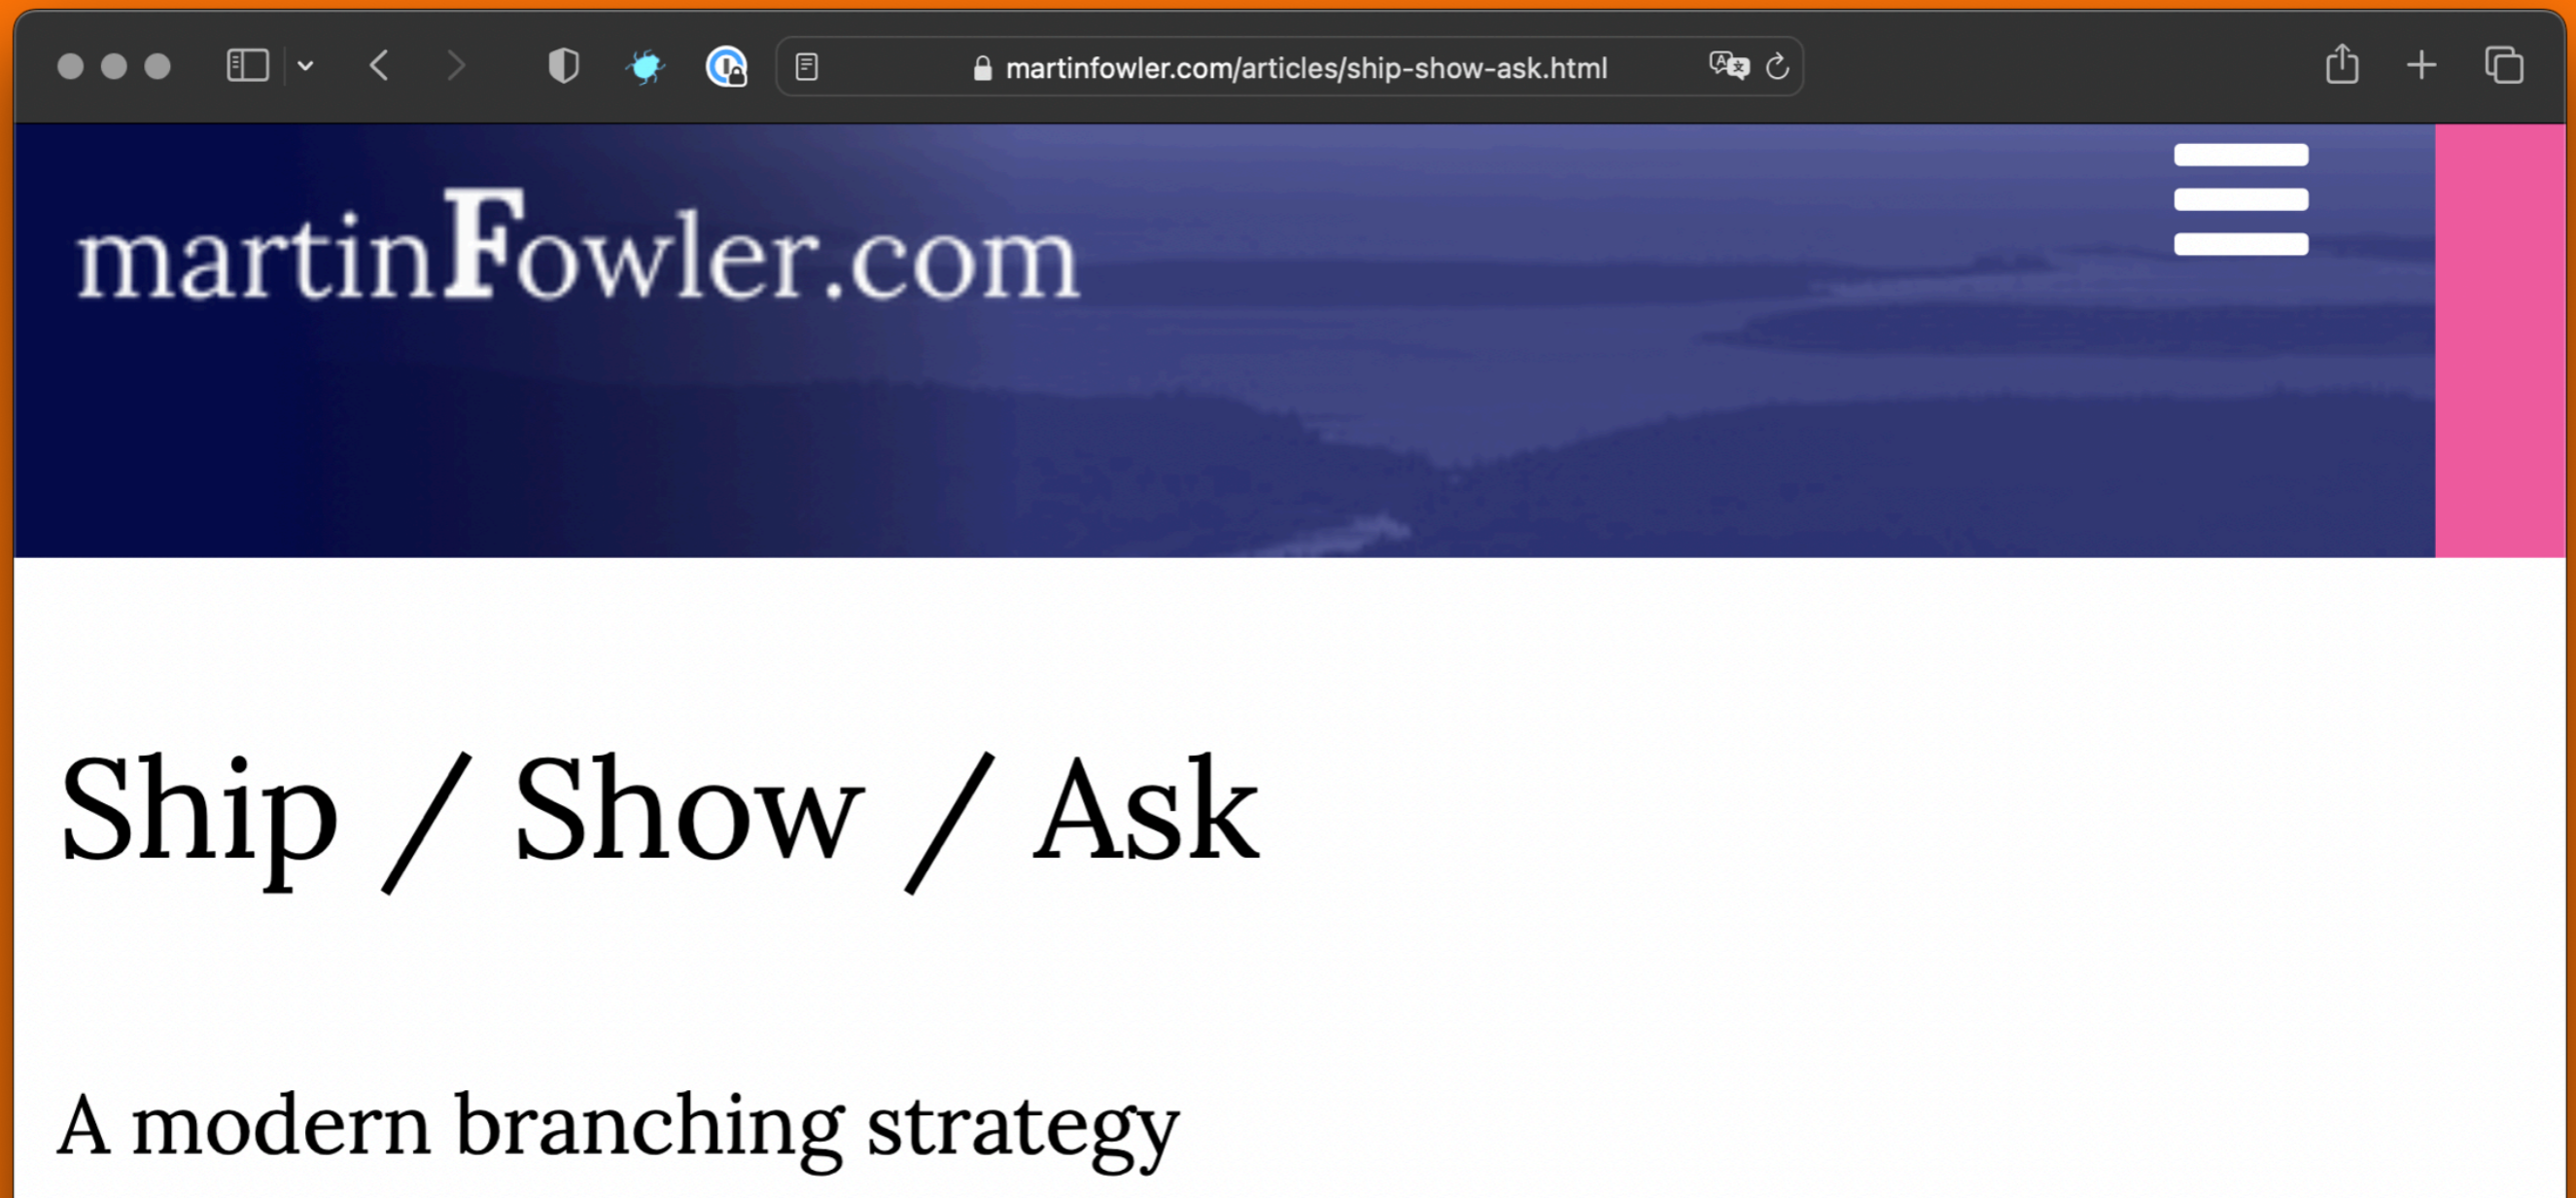 martinfowler.com/articles/ship-show-ask.html
martinFowler.com
Ship / Show / Ask
A modern branching strategy